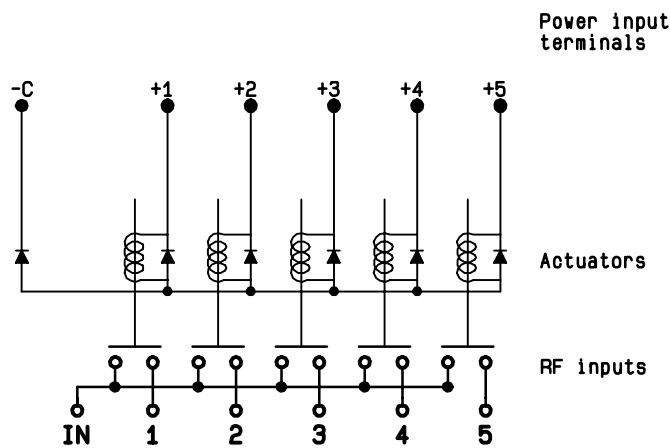 Power input
terminals
-C +1 +2 +3 +4 +5
Actuators
RF inputs
IN 1 2 3 4 5